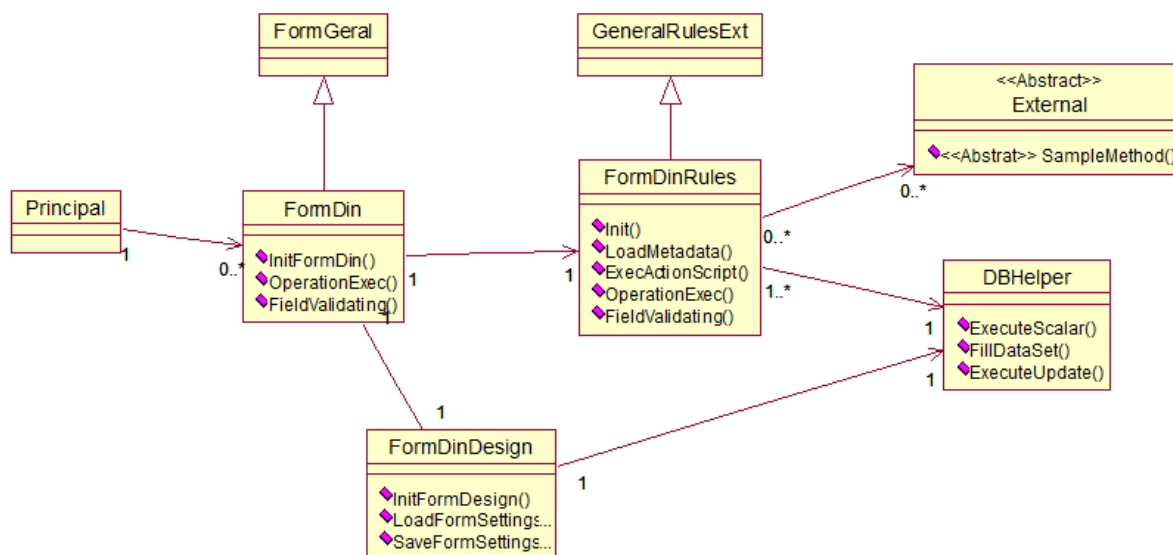 FormGeral
GeneralRulesExt
<<Abstract>>
External
<<Abstrat>> SampleMethod()
Principal
FormDin
InitFormDin()
OperationExec()
FieldValidating()
FormDinRules
Init()
LoadMetadata()
ExecActionScript()
OperationExec()
FieldValidating()
1
0..*
1
1
1
0..*
0..*
1..*
DBHelper
ExecuteScalar()
FillDataSet()
ExecuteUpdate()
1
1
1
FormDinDesign
InitFormDesign()
LoadFormSettings...
SaveFormSettings...
1